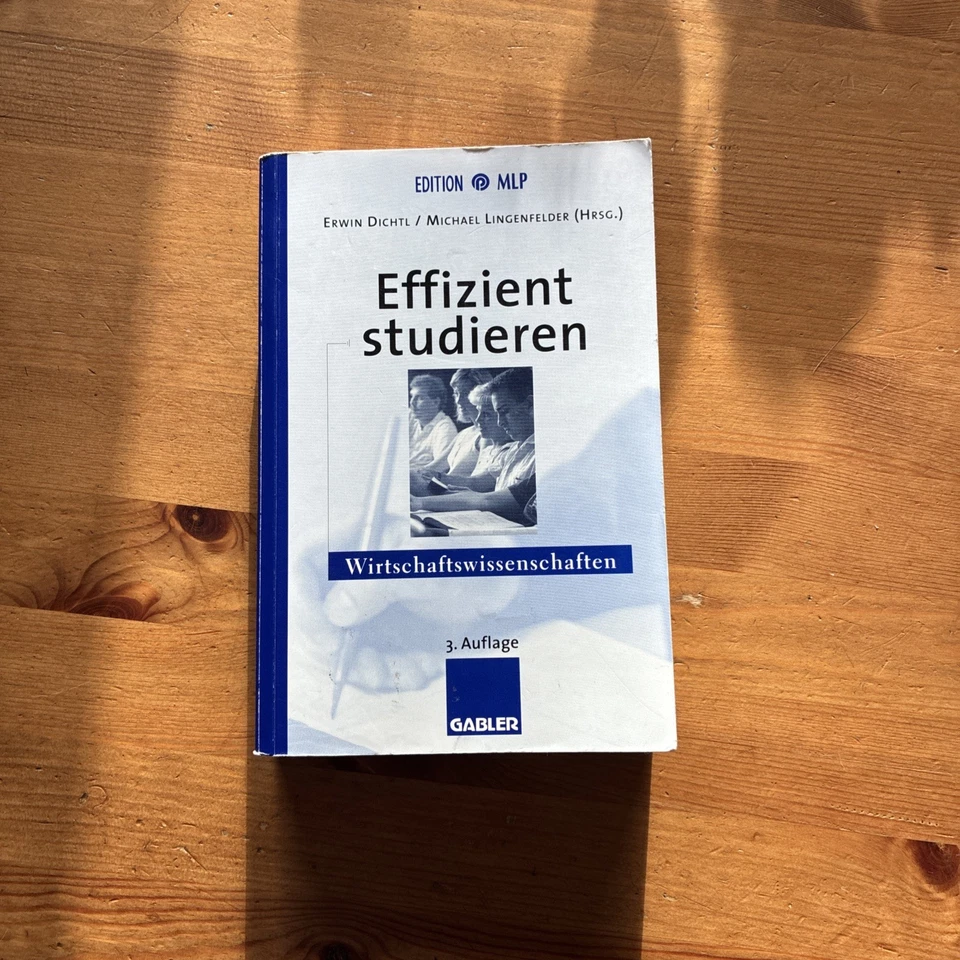 EDITION MLP
ERWIN DICHTL / MICHAEL LINGENFELDER (HRSG.)
Effizient
studieren
Wirtschaftswissenschaften
3. Auflage
GABLER